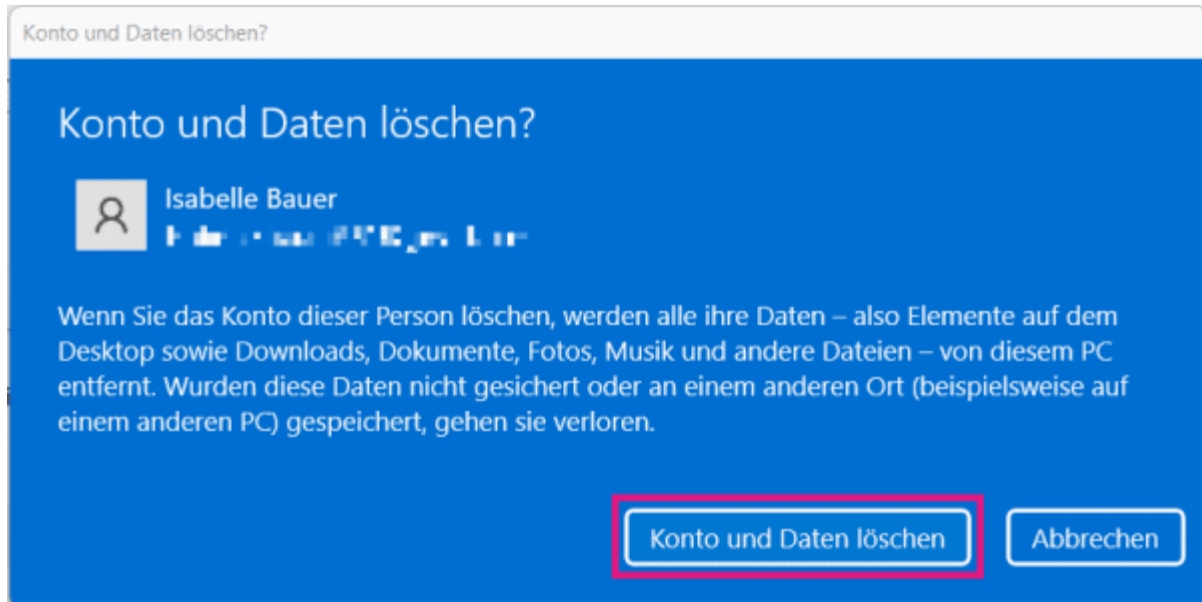 Konto und Daten löschen?
Konto und Daten löschen?
Isabelle Bauer
Wenn Sie das Konto dieser Person löschen, werden alle ihre Daten – also Elemente auf dem
Desktop sowie Downloads, Dokumente, Fotos, Musik und andere Dateien – von diesem PC
entfernt. Wurden diese Daten nicht gesichert oder an einem anderen Ort (beispielsweise auf
einem anderen PC) gespeichert, gehen sie verloren.
Konto und Daten löschen
Abbrechen